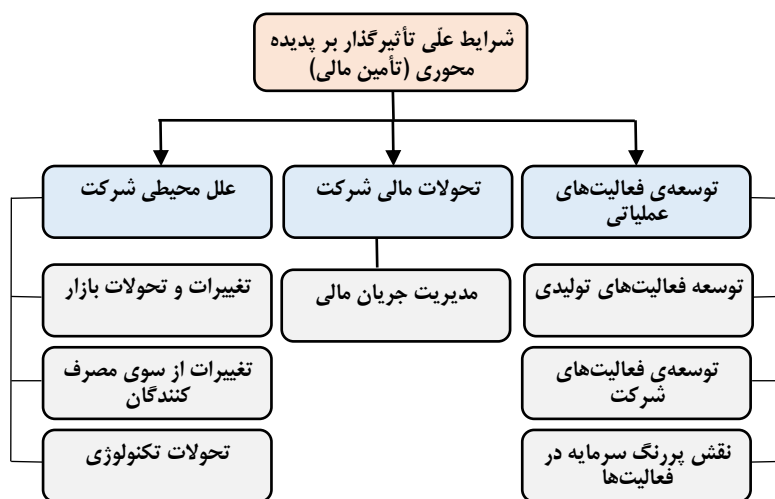 شرایط علّی تأثیرگذار بر پدیده
محوری (تأمین مالی)
توسعه‌ی فعالیت‌های
عملیاتی
تحولات مالی شرکت
علل محیطی شرکت
توسعه فعالیت‌های تولیدی
مدیریت جریان مالی
تغییرات و تحولات بازار
توسعه‌ی فعالیت‌های
شرکت
تغییرات از سوی مصرف
کنندگان
نقش پررنگ سرمایه در
فعالیت‌ها
تحولات تکنولوژی